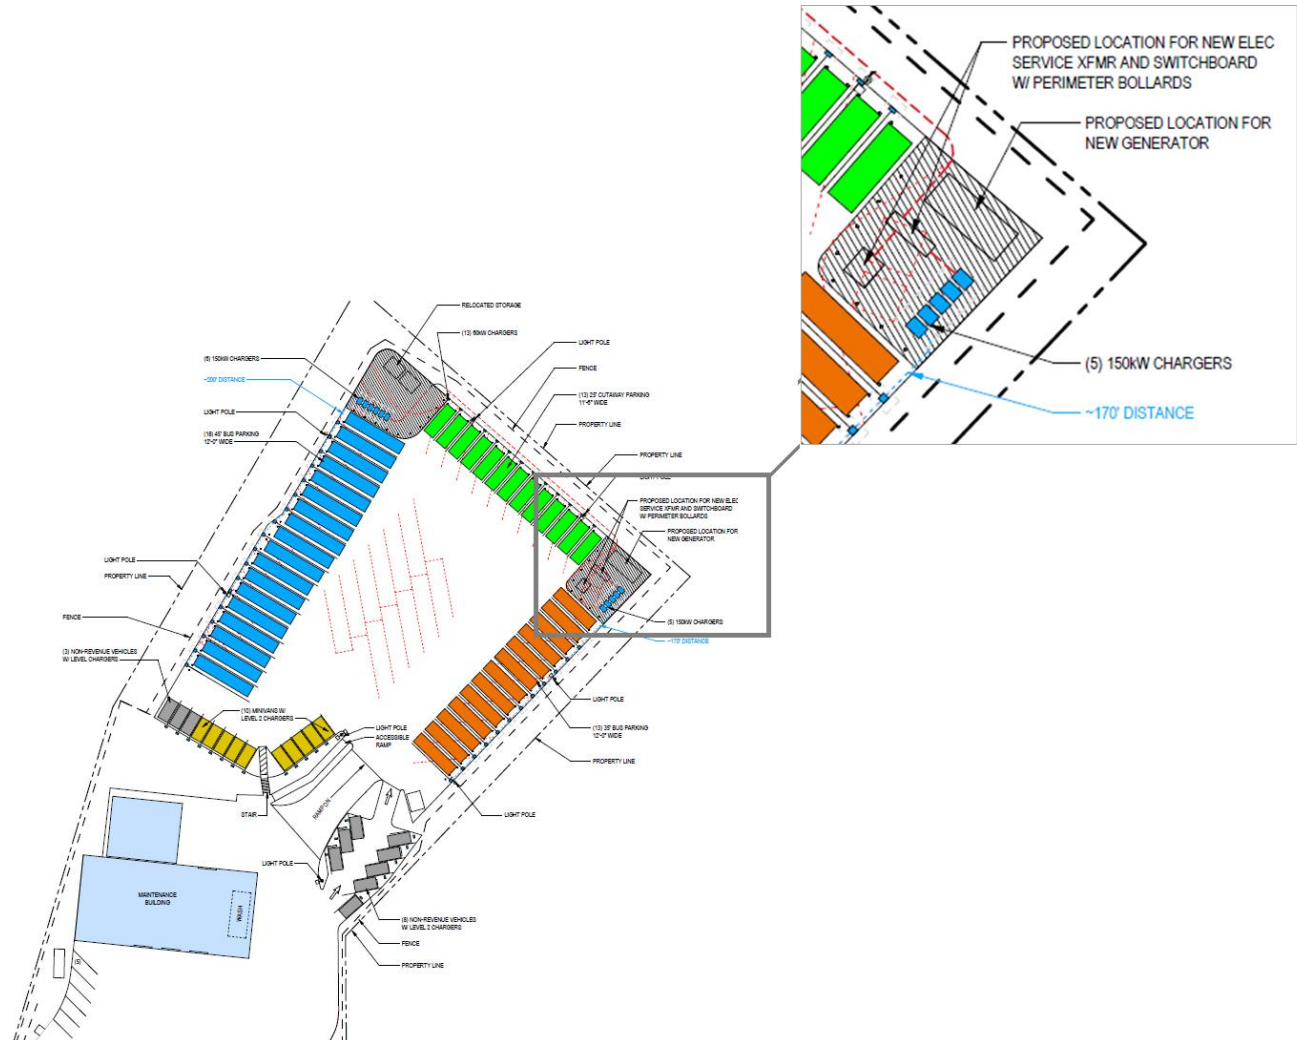 PROPOSED LOCATION FOR NEW ELEC
SERVICE XFMR AND SWITCHBOARD
W/ PERIMETER BOLLARDS
PROPOSED LOCATION FOR
NEW GENERATOR
(5) 150kW CHARGERS
~170' DISTANCE
RELOCATED STORAGE
(13) 60kW CHARGERS
LIGHT POLE
(6) 150kW CHARGERS
FENCE
~200' DISTANCE
(13) 25' CUTAWAY PARKING
11'-6" WIDE
LIGHT POLE
PROPERTY LINE
(18) 45' BUS PARKING
12'-0" WIDE
PROPERTY LINE
LIGHT POLE
PROPOSED LOCATION FOR NEW ELEC
SERVICE XFMR AND SWITCHBOARD
W/ PERIMETER BOLLARDS
PROPOSED LOCATION FOR
NEW GENERATOR
LIGHT POLE
PROPERTY LINE
FENCE
(5) 150kW CHARGERS
~170' DISTANCE
(3) NON-REVENUE VEHICLES
W/ LEVEL CHARGERS
LIGHT POLE
(10) MINIVANS W/
LEVEL 2 CHARGERS
LIGHT POLE
ACCESSIBLE
RAMP
(13) 35' BUS PARKING
12'-0" WIDE
PROPERTY LINE
RAMP DN
STAIR
LIGHT POLE
LIGHT POLE
MAINTENANCE
BUILDING
WASH
(8) NON-REVENUE VEHICLES
W/ LEVEL 2 CHARGERS
FENCE
(5)
PROPERTY LINE